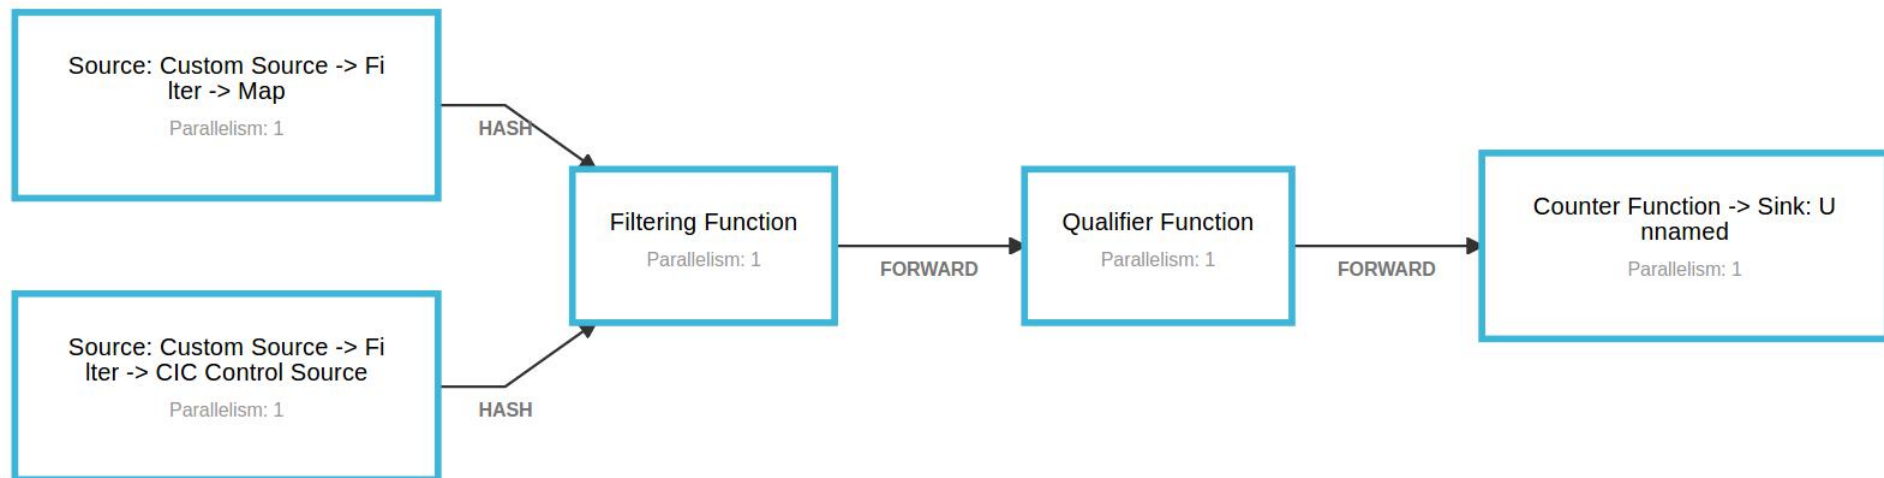 Source: Custom Source -> Fi
lter -> Map
Parallelism: 1
HASH
Source: Custom Source -> Fi
lter -> CIC Control Source
Parallelism: 1
HASH
Filtering Function
Parallelism: 1
FORWARD
Qualifier Function
Parallelism: 1
FORWARD
Counter Function -> Sink: U
nnamed
Parallelism: 1